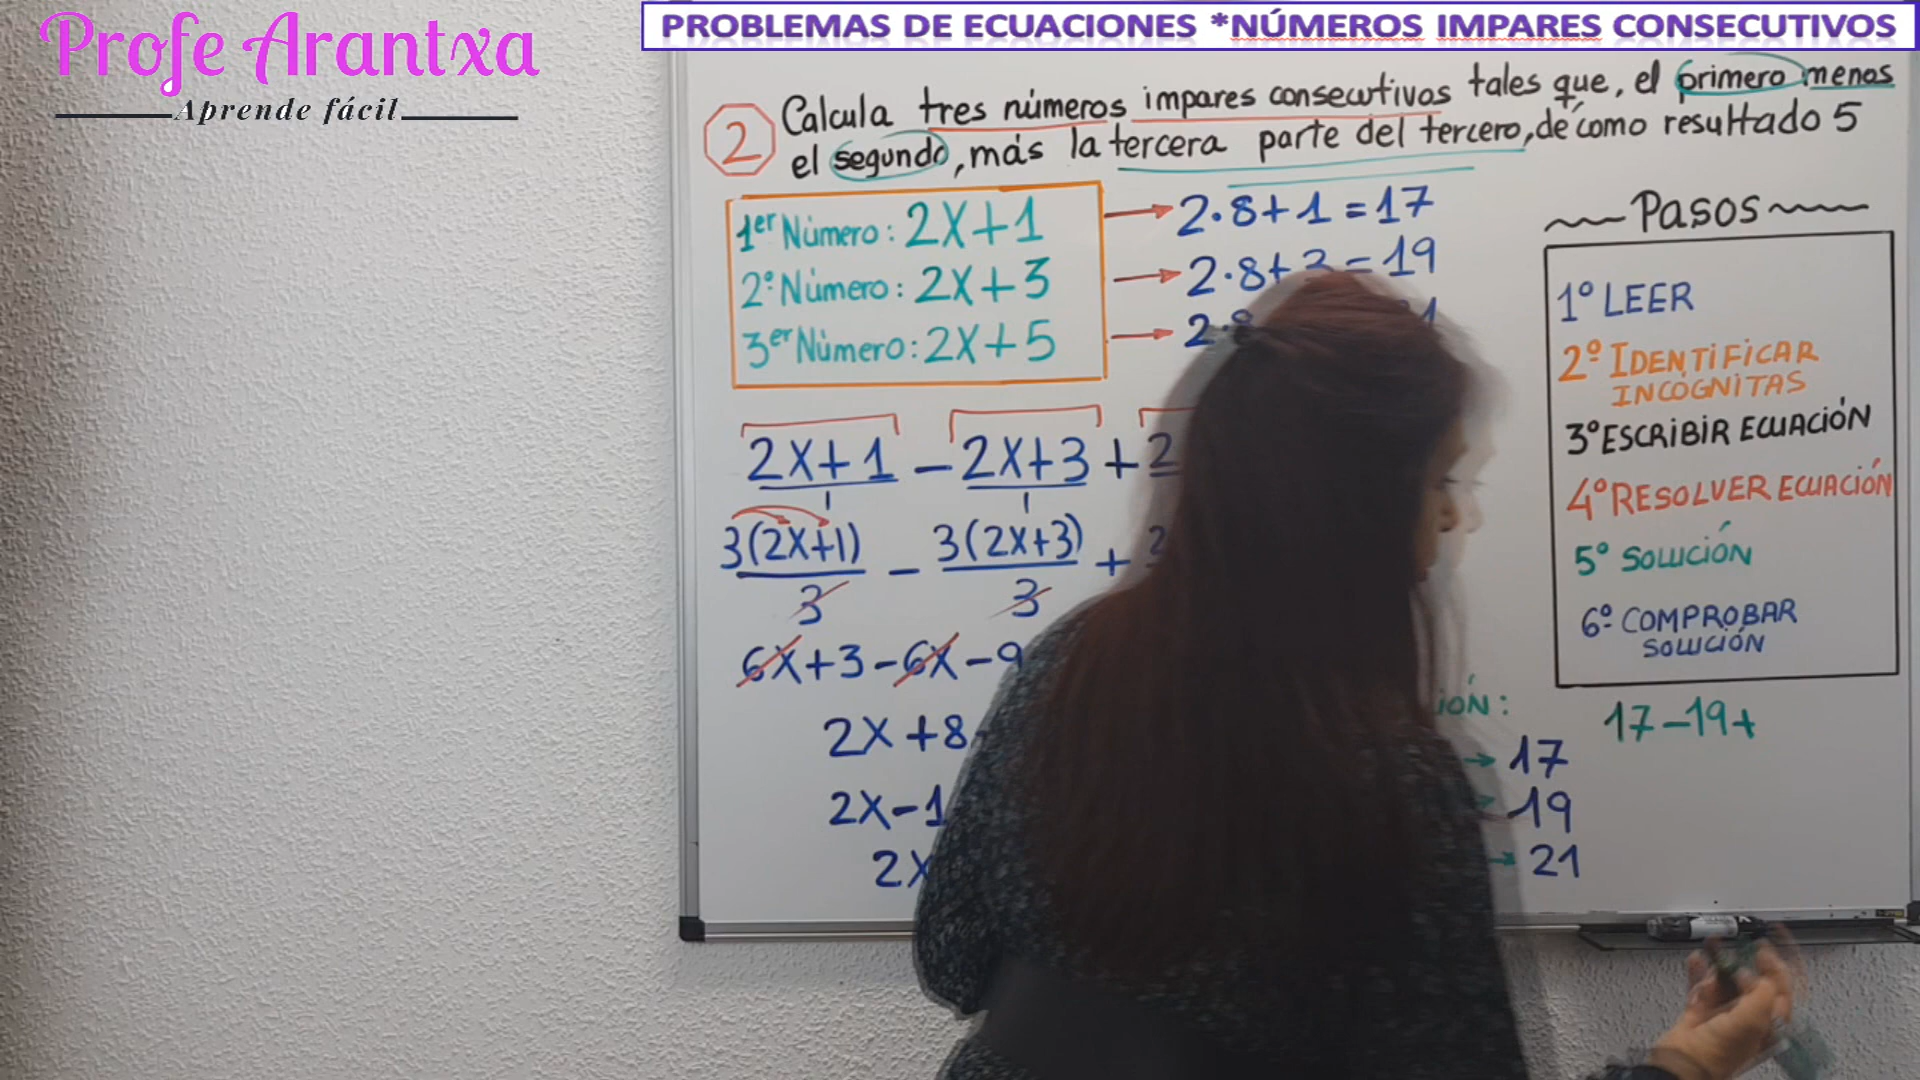 Profe Arantxa
Aprende fácil
PROBLEMAS DE ECUACIONES *NÚMEROS IMPARES CONSECUTIVOS
2 Calcula tres números impares consecutivos tales que, el primero menos
el segundo, más la tercera parte del tercero, dé como resultado 5
1er Número: 2X+1 → 2·8+1=17
2º Número: 2X+3 → 2·8+3=19
3er Número: 2X+5 → 2·8
2X+1 - 2X+3 + 2
1 1
3(2X+1) - 3(2X+3) + 2
3 3
6X+3-6X-9
2X+8
2X-1
2X
IÓN:
→ 17
→ 19
→ 21
Pasos
1º LEER
2º IDENTIFICAR
INCÓGNITAS
3º ESCRIBIR ECUACIÓN
4º RESOLVER ECUACIÓN
5º SOLUCIÓN
6º COMPROBAR
SOLUCIÓN
17-19+